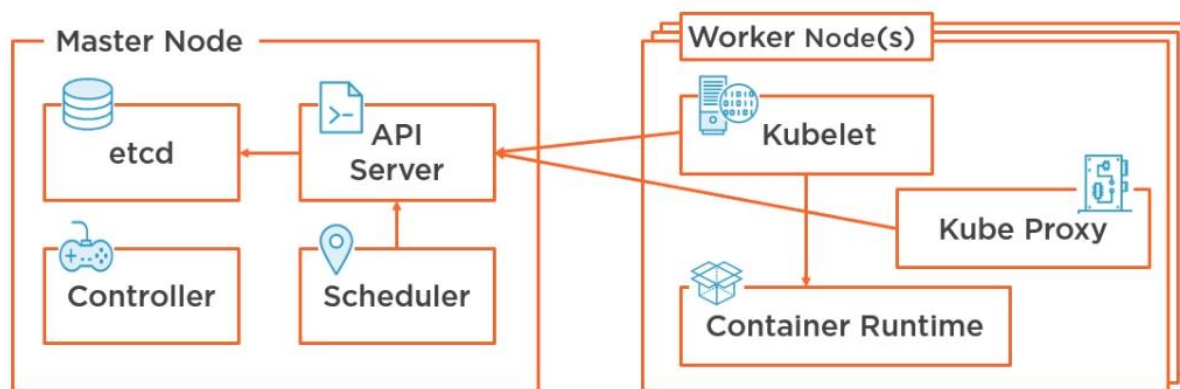 Master Node
etcd
API
Server
Controller
Scheduler
Worker Node(s)
Kubelet
Kube Proxy
Container Runtime